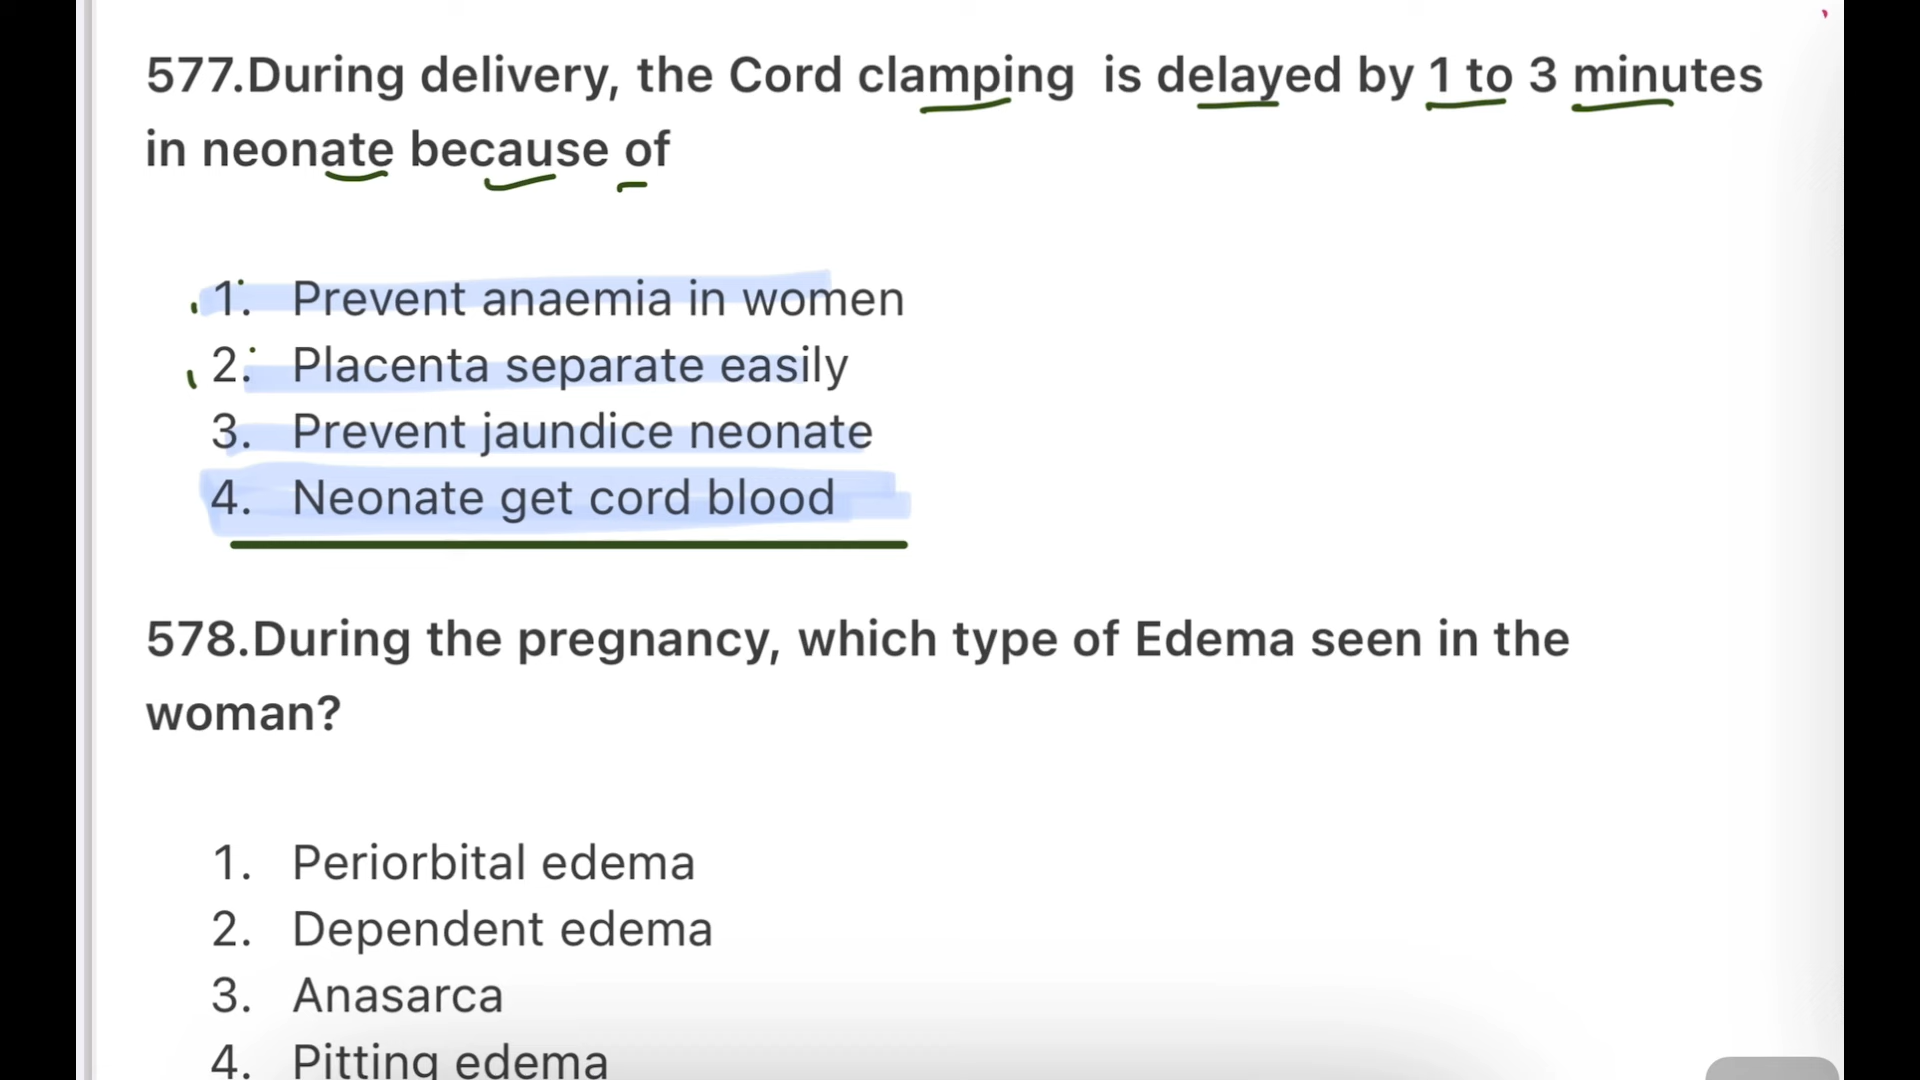 577.During delivery, the Cord clamping is delayed by 1 to 3 minutes
in neonate because of
1. Prevent anaemia in women
2. Placenta separate easily
3. Prevent jaundice neonate
4. Neonate get cord blood
578.During the pregnancy, which type of Edema seen in the
woman?
1. Periorbital edema
2. Dependent edema
3. Anasarca
4. Pitting edema